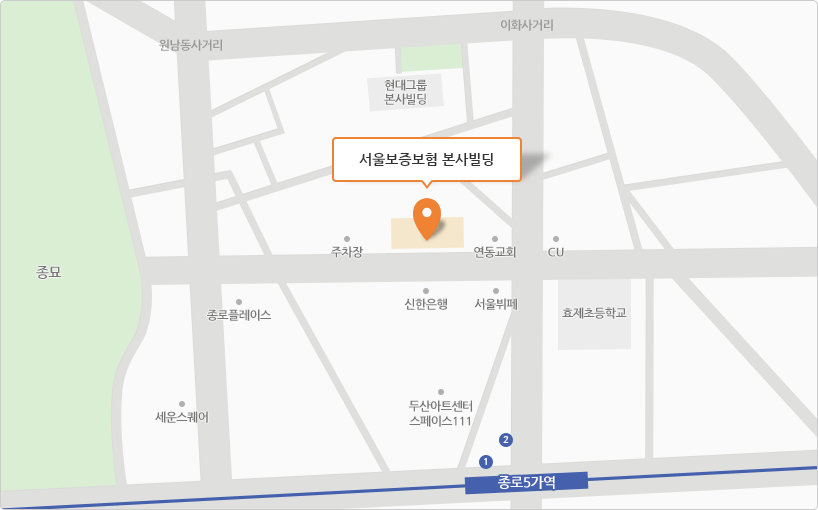 이화사거리
원남동사거리
현대그룹
본사빌딩
서울보증보험 본사빌딩
주차장
연동교회
CU
종묘
신한은행
서울뷔페
종로플레이스
효제초등학교
두산아트센터
스페이스111
세운스퀘어
2
1
종로5가역